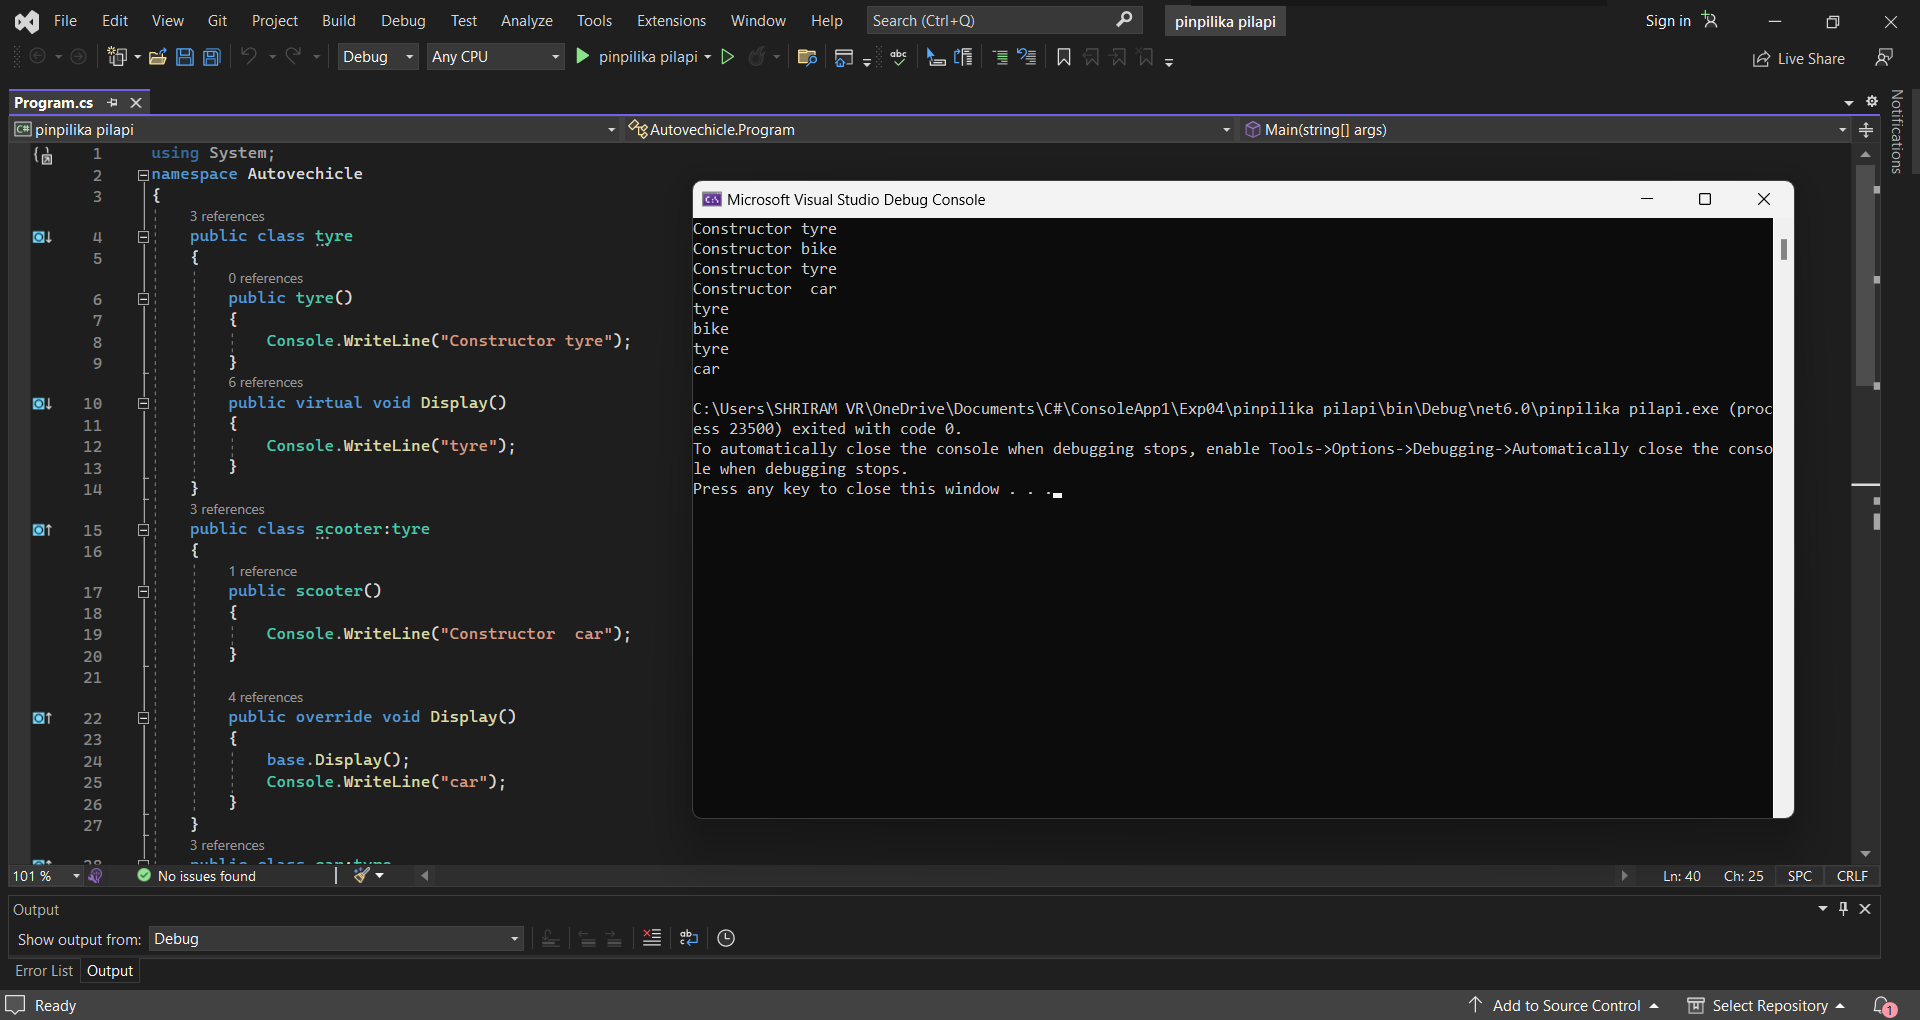 File Edit View Git Project Build Debug Test Analyze Tools Extensions Window Help Search (Ctrl+Q) pinpilika pilapi Sign in
Debug Any CPU pinpilika pilapi Live Share
Program.cs
pinpilika pilapi Autovechicle.Program Main(string[] args)
Notifications
1 using System;
2 namespace Autovechicle
3 {
3 references
4 public class tyre
5 {
0 references
6 public tyre()
7 {
8 Console.WriteLine("Constructor tyre");
9 }
6 references
10 public virtual void Display()
11 {
12 Console.WriteLine("tyre");
13 }
14 }
3 references
15 public class scooter:tyre
16 {
1 reference
17 public scooter()
18 {
19 Console.WriteLine("Constructor  car");
20 }
21
4 references
22 public override void Display()
23 {
24 base.Display();
25 Console.WriteLine("car");
26 }
27 }
3 references
28 public class car:tyre
Microsoft Visual Studio Debug Console
Constructor tyre
Constructor bike
Constructor tyre
Constructor  car
tyre
bike
tyre
car
C:\Users\SHRIRAM VR\OneDrive\Documents\C#\ConsoleApp1\Exp04\pinpilika pilapi\bin\Debug\net6.0\pinpilika pilapi.exe (proc
ess 23500) exited with code 0.
To automatically close the console when debugging stops, enable Tools->Options->Debugging->Automatically close the conso
le when debugging stops.
Press any key to close this window . . .
101 % No issues found Ln: 40 Ch: 25 SPC CRLF
Output
Show output from: Debug
Error List Output
Ready Add to Source Control Select Repository 1